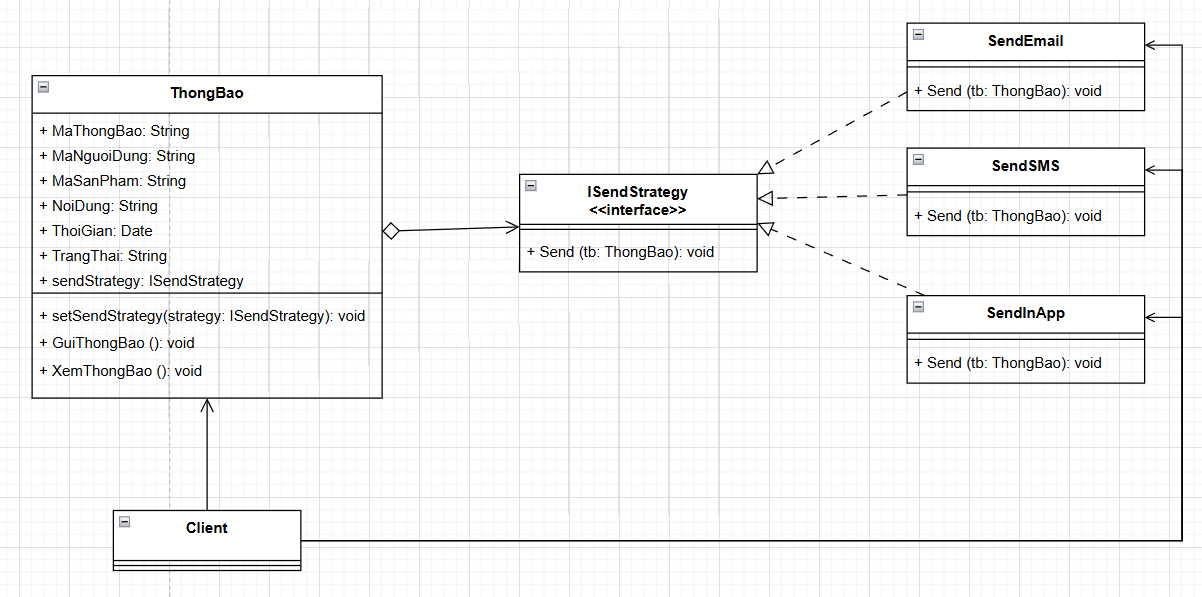 ThongBao
+ MaThongBao: String
+ MaNguoiDung: String
+ MaSanPham: String
+ NoiDung: String
+ ThoiGian: Date
+ TrangThai: String
+ sendStrategy: ISendStrategy
+ setSendStrategy(strategy: ISendStrategy): void
+ GuiThongBao (): void
+ XemThongBao (): void
ISendStrategy
<<interface>>
+ Send (tb: ThongBao): void
SendEmail
+ Send (tb: ThongBao): void
SendSMS
+ Send (tb: ThongBao): void
SendInApp
+ Send (tb: ThongBao): void
Client